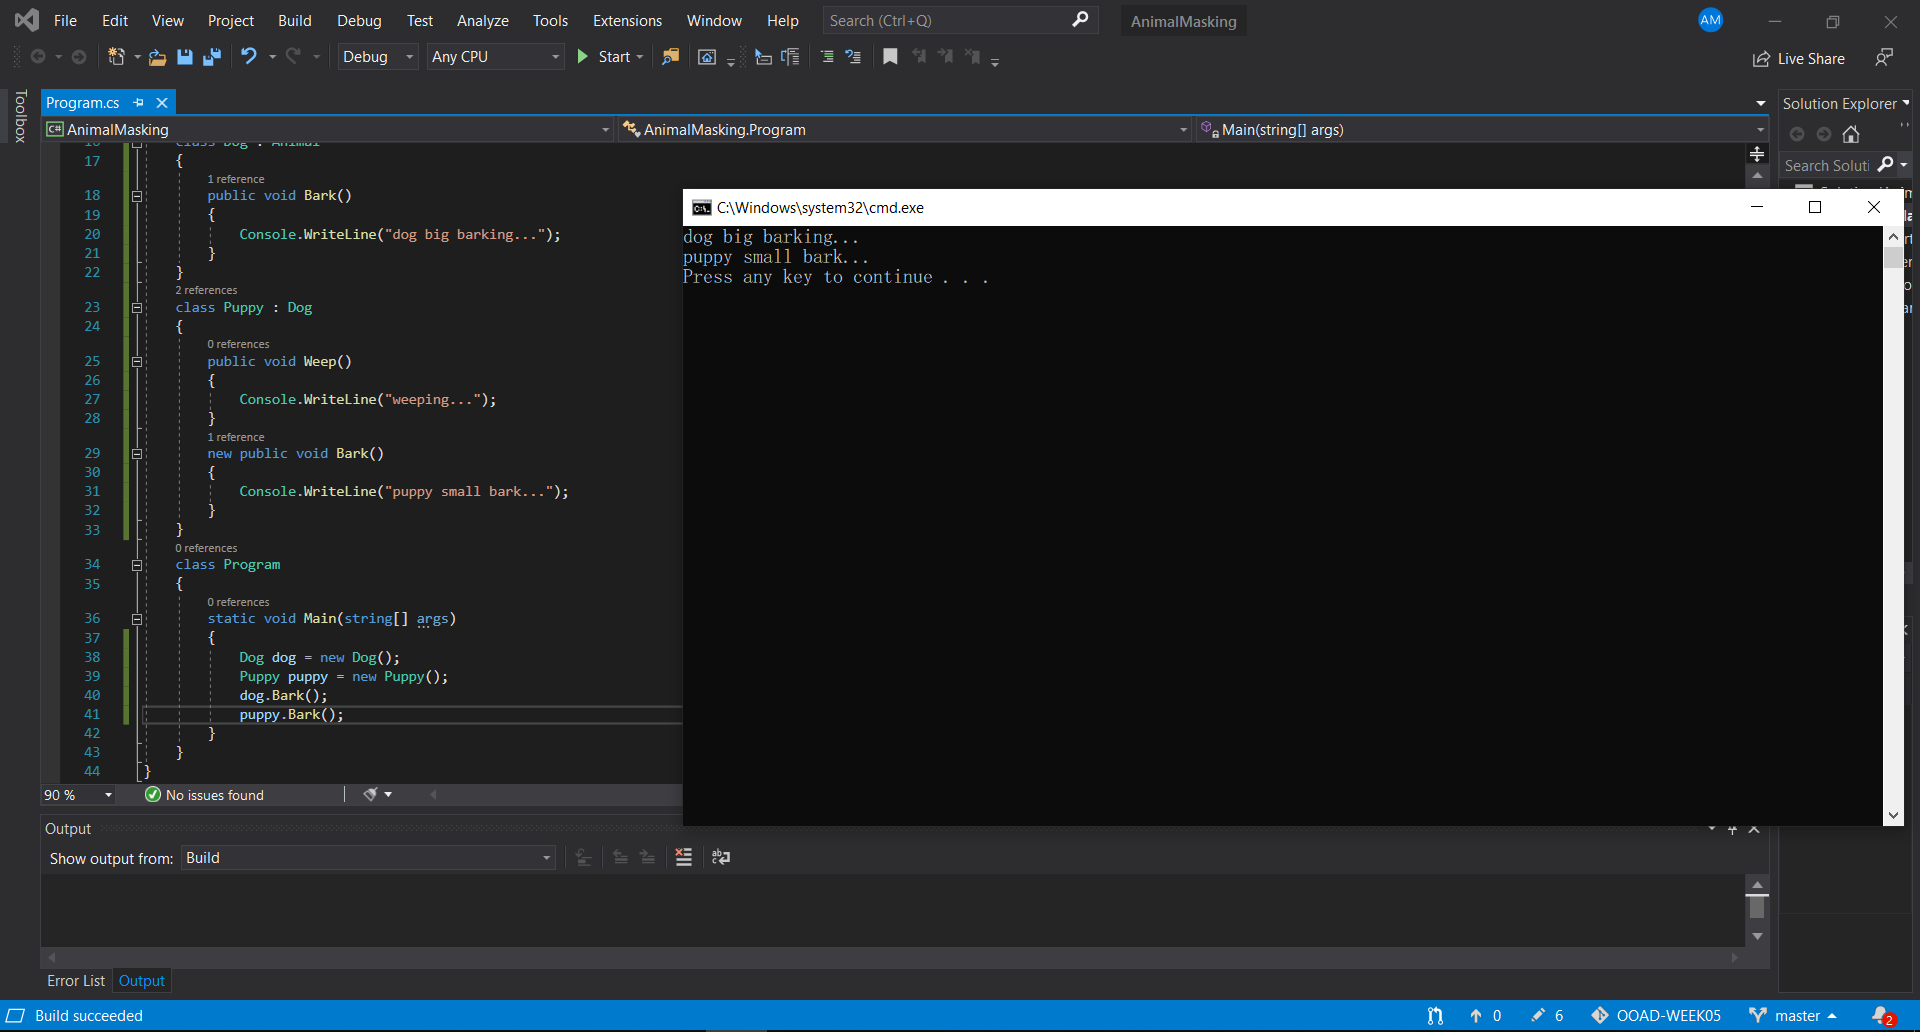 File Edit View Project Build Debug Test Analyze Tools Extensions Window Help Search (Ctrl+Q) AnimalMasking AM
Debug Any CPU Start Live Share
Toolbox
Program.cs
Solution Explorer
C# AnimalMasking AnimalMasking.Program Main(string[] args)
Search Soluti
16 class Dog : Animal
17 {
1 reference
18 public void Bark()
19 {
20 Console.WriteLine("dog big barking...");
21 }
22 }
2 references
23 class Puppy : Dog
24 {
0 references
25 public void Weep()
26 {
27 Console.WriteLine("weeping...");
28 }
1 reference
29 new public void Bark()
30 {
31 Console.WriteLine("puppy small bark...");
32 }
33 }
0 references
34 class Program
35 {
0 references
36 static void Main(string[] args)
37 {
38 Dog dog = new Dog();
39 Puppy puppy = new Puppy();
40 dog.Bark();
41 puppy.Bark();
42 }
43 }
44 }
C:\Windows\system32\cmd.exe
dog big barking...
puppy small bark...
Press any key to continue . . .
90 % No issues found
Output
Show output from: Build
Error List Output
Build succeeded 0 6 OOAD-WEEK05 master 2